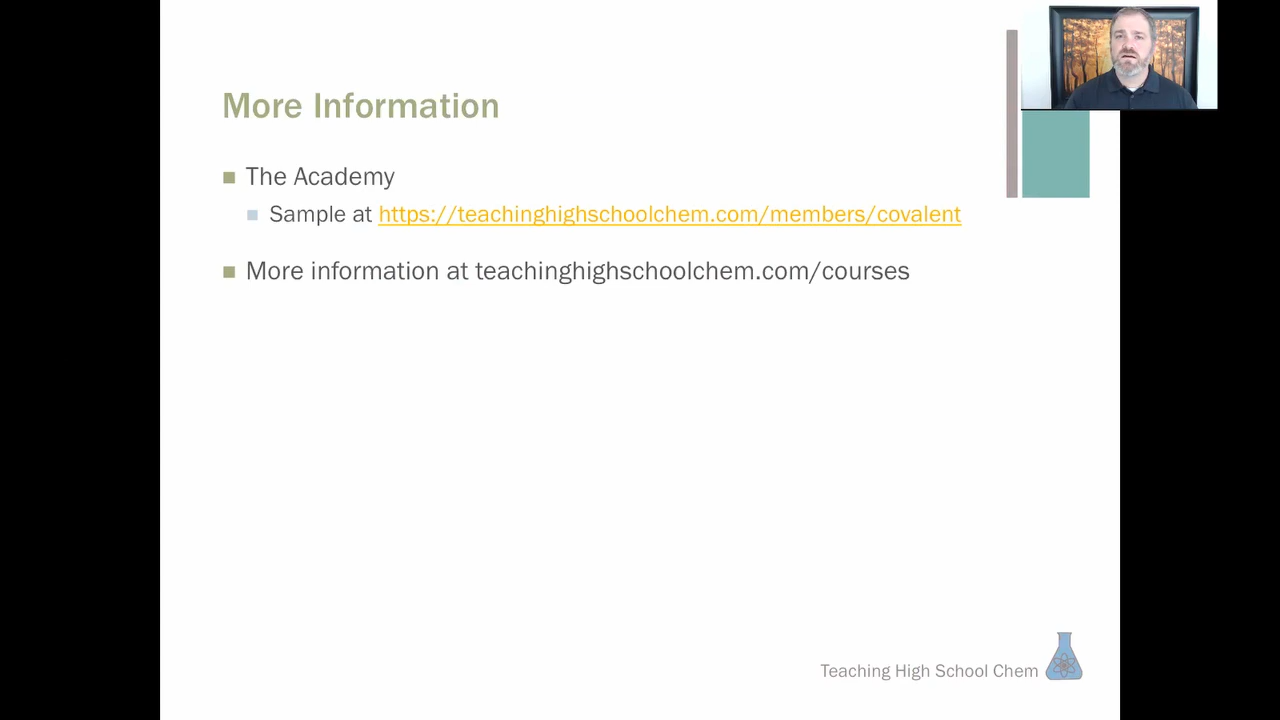 More Information
The Academy
Sample at https://teachinghighschoolchem.com/members/covalent
More information at teachinghighschoolchem.com/courses
Teaching High School Chem